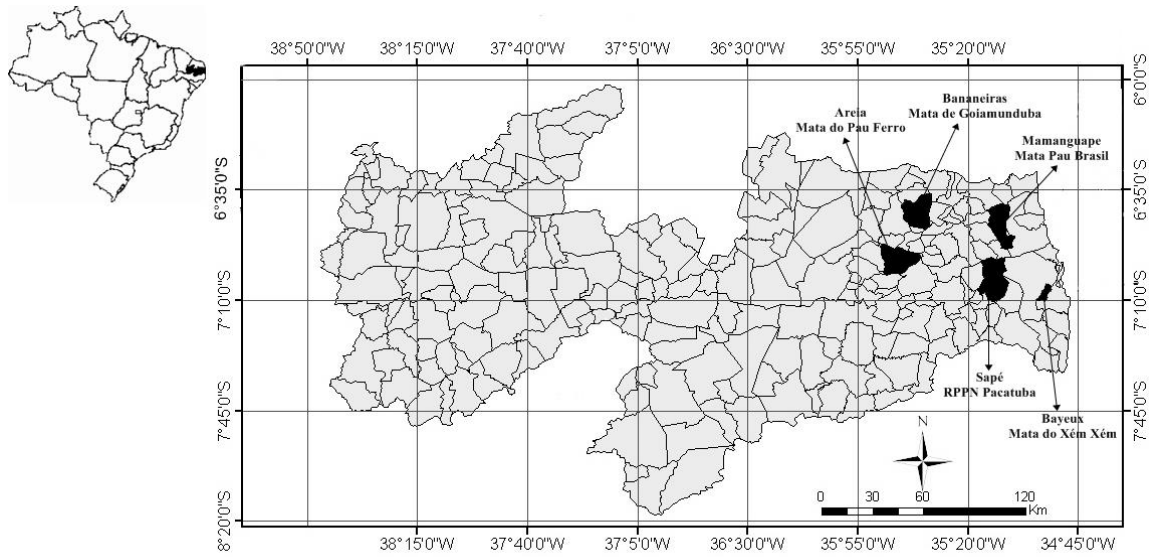 38°50'0"W 38°15'0"W 37°40'0"W 37°5'0"W 36°30'0"W 35°55'0"W 35°20'0"W
6°0'0"S
Bananeiras
Mata de Goiamunduba
Areia
Mata do Pau Ferro
Mamanguape
Mata Pau Brasil
6°35'0"S 6°35'0"S
7°10'0"S 7°10'0"S
Sapé
RPPN Pacatuba
7°45'0"S 7°45'0"S
Bayeux
Mata do Xém Xém
N
0 30 60 120
Km
8°20'0"S
38°15'0"W 37°40'0"W 37°5'0"W 36°30'0"W 35°55'0"W 35°20'0"W 34°45'0"W